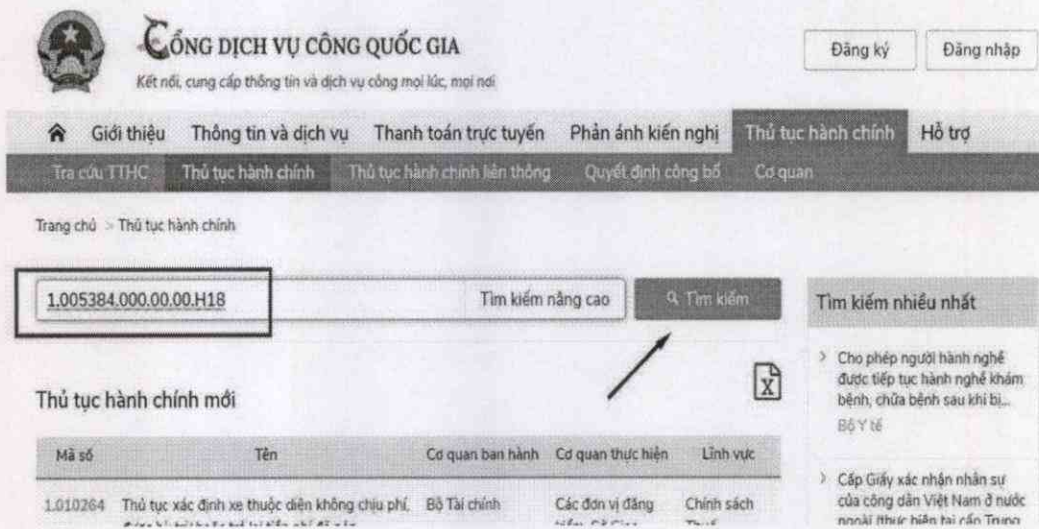 CỔNG DỊCH VỤ CÔNG QUỐC GIA
Kết nối, cung cấp thông tin và dịch vụ công mọi lúc, mọi nơi
Đăng ký
Đăng nhập
Giới thiệu Thông tin và dịch vụ Thanh toán trực tuyến Phản ánh kiến nghị Thủ tục hành chính Hỗ trợ
Tra cứu TTHC Thủ tục hành chính Thủ tục hành chính liên thông Quyết định công bố Cơ quan
Trang chủ > Thủ tục hành chính
1.005384.000.00.00.H18
Tìm kiếm nâng cao
Tìm kiếm
Thủ tục hành chính mới
Mã số Tên Cơ quan ban hành Cơ quan thực hiện Lĩnh vực
1.010264 Thủ tục xác định xe thuộc diện không chịu phí, Bộ Tài chính Các đơn vị đăng Chính sách
Tìm kiếm nhiều nhất
> Cho phép người hành nghề
được tiếp tục hành nghề khám
bệnh, chữa bệnh sau khi bị...
Bộ Y tế
> Cấp Giấy xác nhận nhân sự
của công dân Việt Nam ở nước
ngoài (thực hiện tại cấp Trung